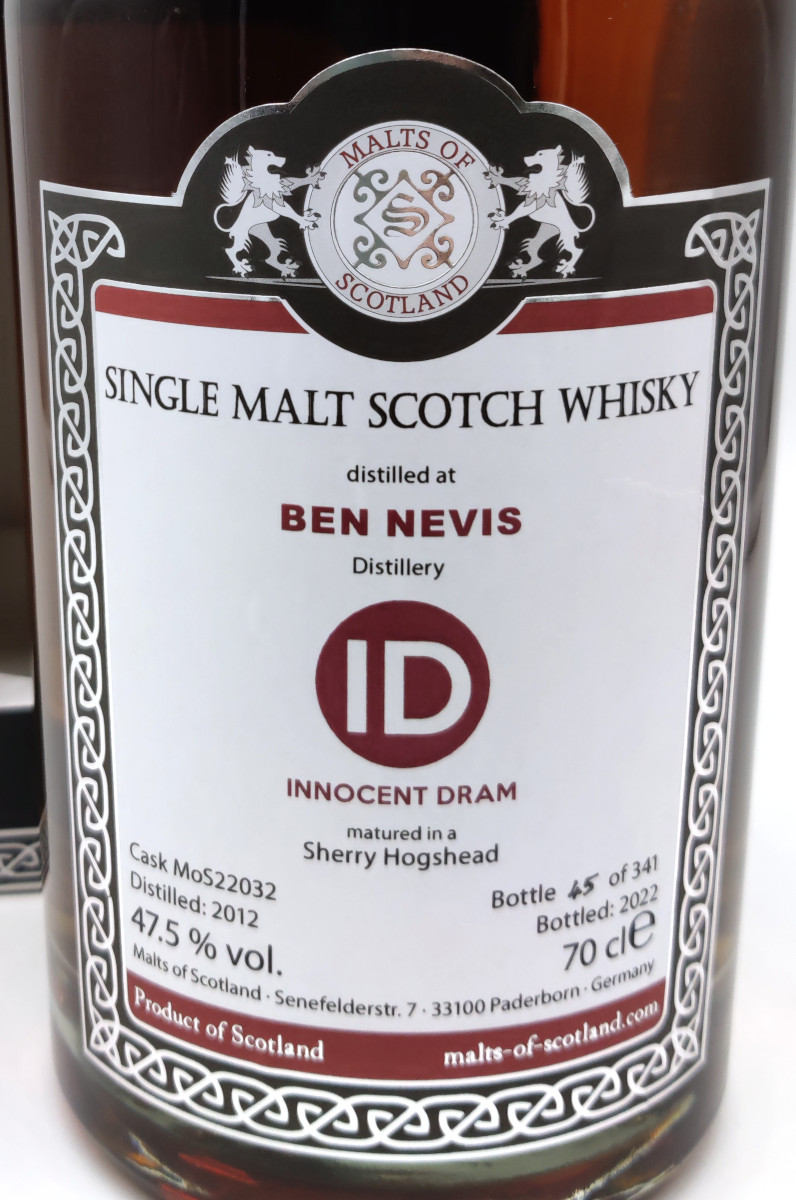 MALTS OF
S
SCOTLAND
SINGLE MALT SCOTCH WHISKY
distilled at
BEN NEVIS
Distillery
ID
INNOCENT DRAM
matured in a
Sherry Hogshead
Cask MoS22032
Distilled: 2012
47.5 % vol.
Bottle 45 of 341
Bottled: 2022
70 cl e
Malts of Scotland · Senefelderstr. 7 · 33100 Paderborn · Germany
Product of Scotland
malts-of-scotland.com